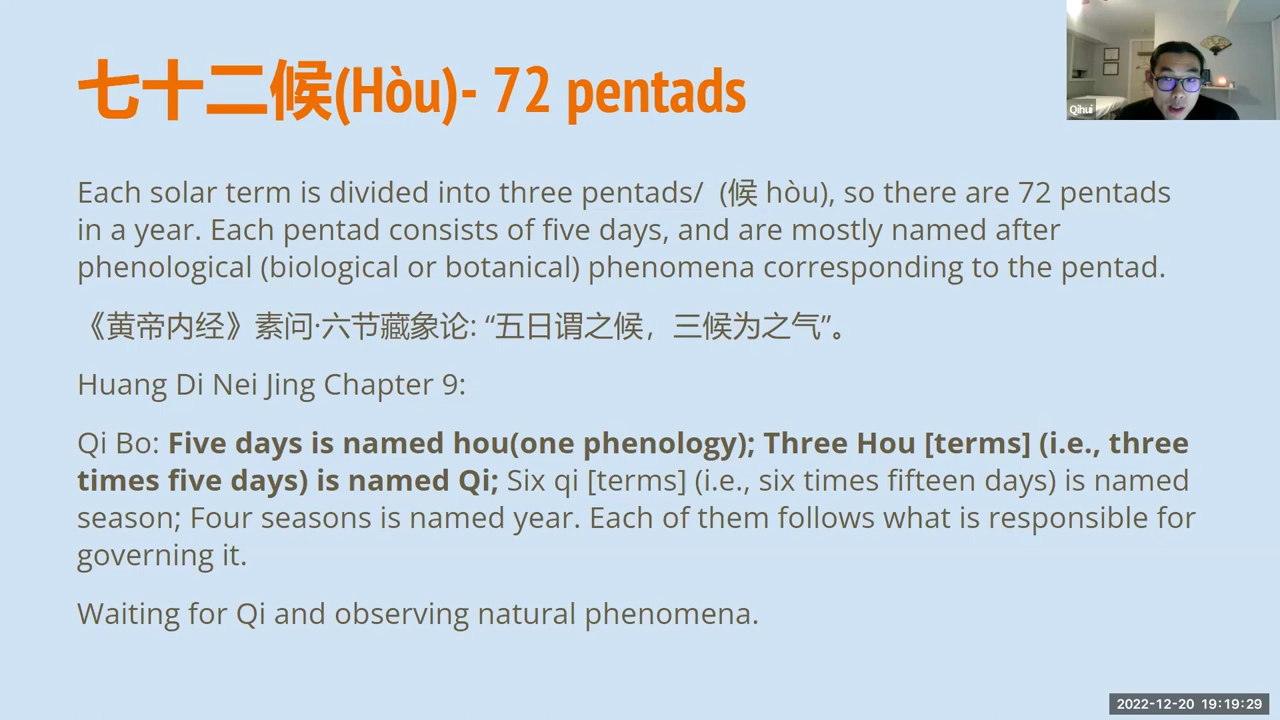 七十二候(Hòu)- 72 pentads
Qihui
Each solar term is divided into three pentads/ (候 hòu), so there are 72 pentads
in a year. Each pentad consists of five days, and are mostly named after
phenological (biological or botanical) phenomena corresponding to the pentad.
《黄帝内经》素问·六节藏象论: “五日谓之候，三候为之气”。
Huang Di Nei Jing Chapter 9:
Qi Bo: Five days is named hou(one phenology); Three Hou [terms] (i.e., three
times five days) is named Qi; Six qi [terms] (i.e., six times fifteen days) is named
season; Four seasons is named year. Each of them follows what is responsible for
governing it.
Waiting for Qi and observing natural phenomena.
2022-12-20 19:19:29